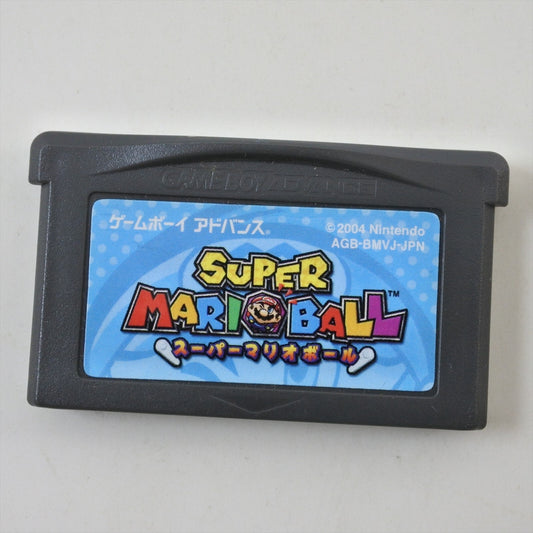 GAME BOY ADVANCE
ゲームボーイ アドバンス®
© 2004 Nintendo
AGB-BMVJ-JPN
SUPER
MARIO BALL™
スーパーマリオボール